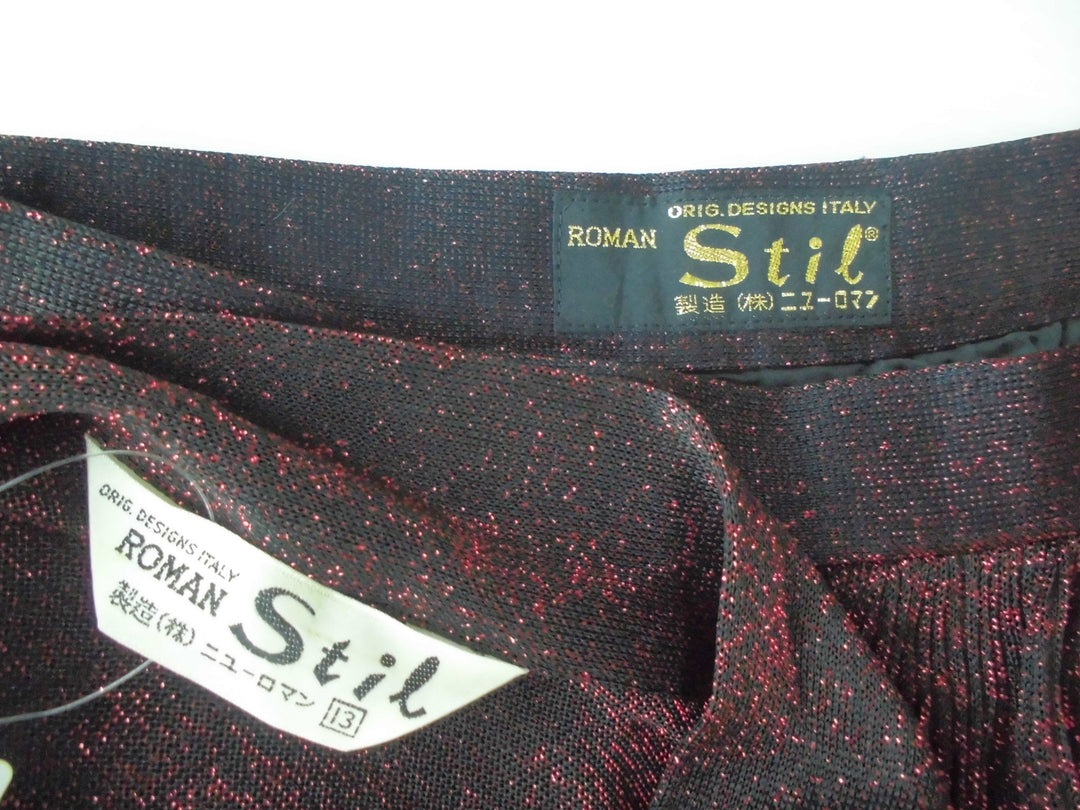 ORIG. DESIGNS ITALY
ROMAN Stil®
製造 (株) ニューロマン
ORIG. DESIGNS ITALY
ROMAN Stil
製造 (株) ニューロマン 13